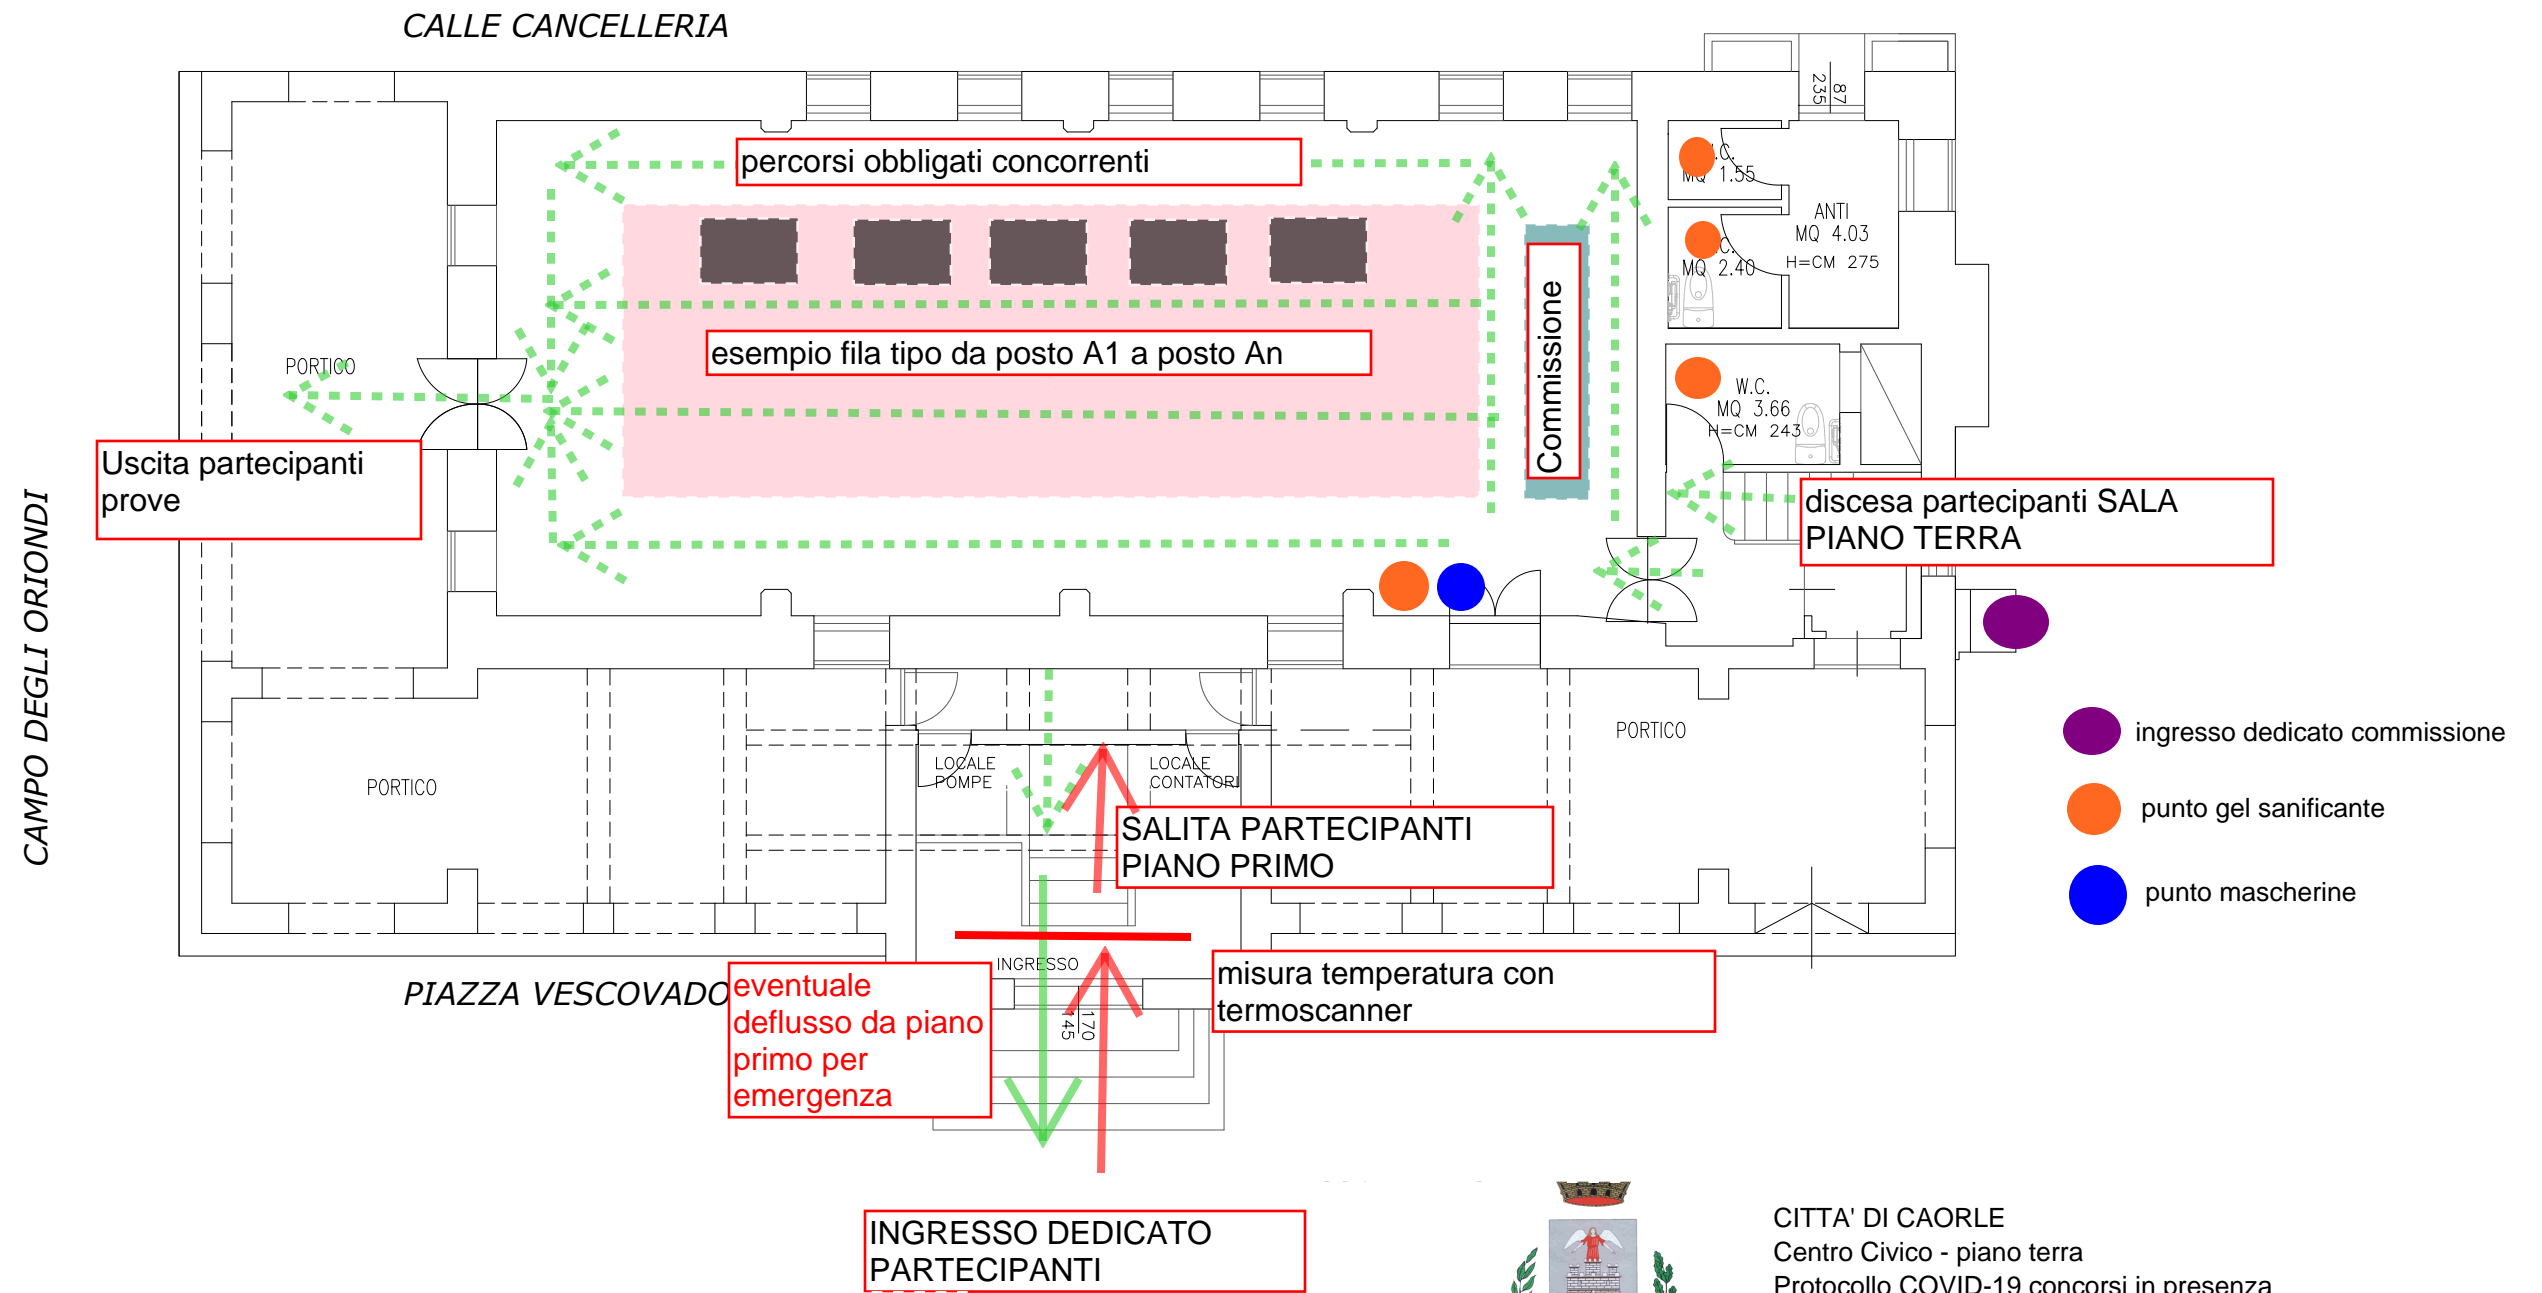 CALLE CANCELLERIA
87
235
percorsi obbligati concorrenti
.C.
MQ 1.55
ANTI
MQ 4.03
H=CM 275
C.
MQ 2.40
Commissione
esempio fila tipo da posto A1 a posto An
PORTICO
W.C.
MQ 3.66
H=CM 243
Uscita partecipanti
prove
discesa partecipanti SALA
PIANO TERRA
CAMPO DEGLI ORIONDI
PORTICO
ingresso dedicato commissione
LOCALE
POMPE
LOCALE
CONTATORI
PORTICO
punto gel sanificante
SALITA PARTECIPANTI
PIANO PRIMO
punto mascherine
INGRESSO
misura temperatura con
termoscanner
PIAZZA VESCOVADO
eventuale
deflusso da piano
primo per
emergenza
170
145
INGRESSO DEDICATO
PARTECIPANTI
CITTA' DI CAORLE
Centro Civico - piano terra
Protocollo COVID-19 concorsi in presenza